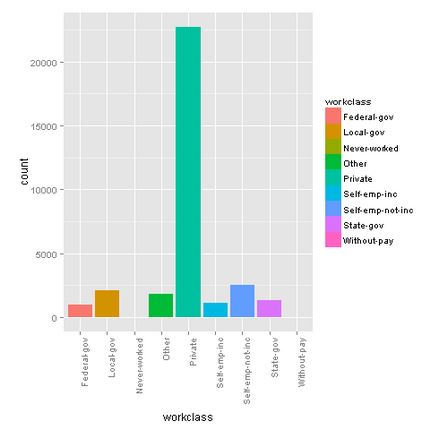 20000
15000
10000
5000
0
count
Federal-gov
Local-gov
Never-worked
Other
Private
Self-emp-inc
Self-emp-not-inc
State-gov
Without-pay
workclass
workclass
Federal-gov
Local-gov
Never-worked
Other
Private
Self-emp-inc
Self-emp-not-inc
State-gov
Without-pay